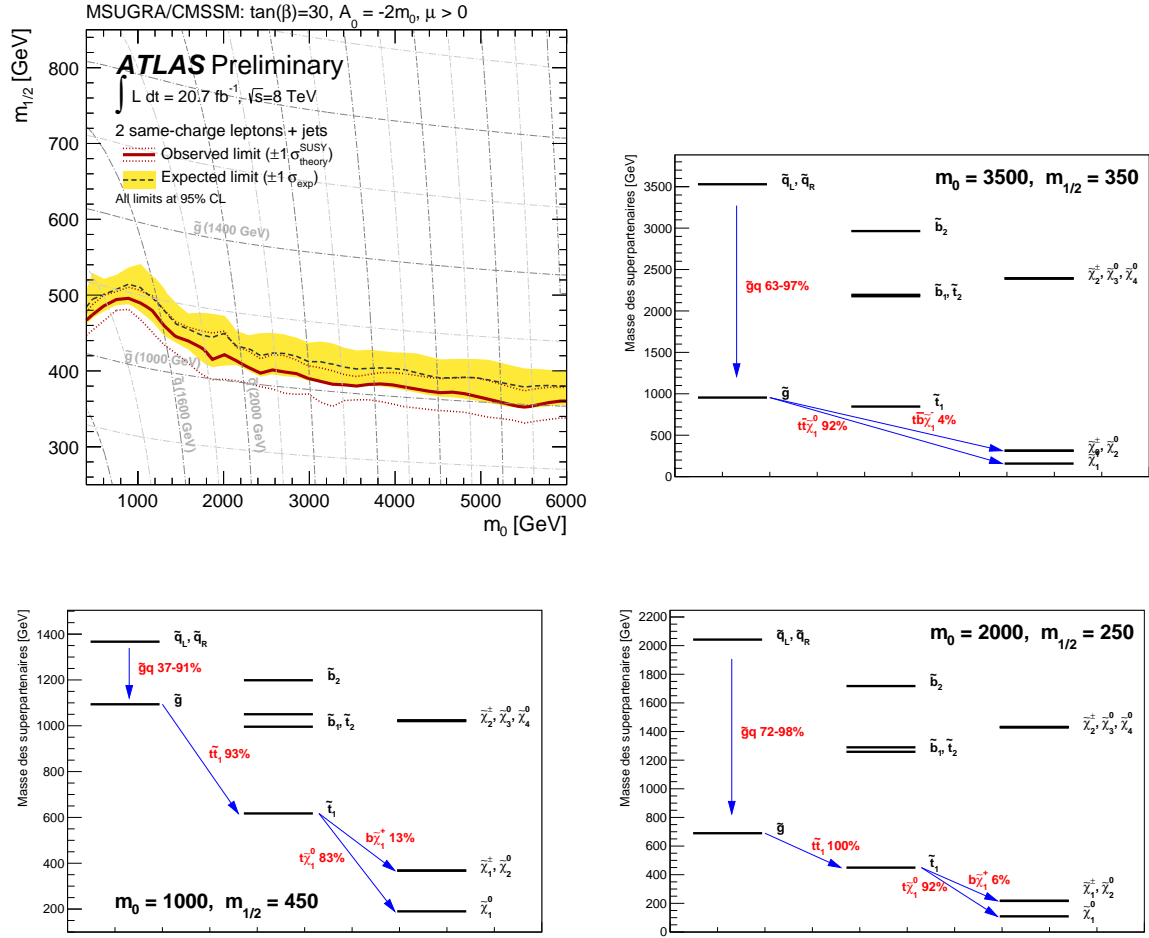 MSUGRA/CMSSM: tan(β)=30, A₀ = -2m₀, μ > 0
m₁/₂ [GeV]
800
700
600
500
400
300
ATLAS Preliminary
∫ L dt = 20.7 fb⁻¹, √s=8 TeV
2 same-charge leptons + jets
Observed limit (±1 σ^SUSY_theory)
Expected limit (±1 σ_exp)
All limits at 95% CL
g̃ (1400 GeV)
g̃ (1000 GeV)
q̃ (1600 GeV)
q̃ (2000 GeV)
1000 2000 3000 4000 5000 6000
m₀ [GeV]
Masse des superpartenaires [GeV]
3500
3000
2500
2000
1500
1000
500
0
m₀ = 3500, m₁/₂ = 350
q̃_L, q̃_R
b̃₂
χ̃₂^±, χ̃₃⁰, χ̃₄⁰
g̃q 63-97%
b̃₁, t̃₂
g̃
t̃₁
tt̄χ̃₁⁰ 92%
tb̄χ̃₁⁻ 4%
χ̃₁^±, χ̃₂⁰
χ̃₁⁰
Masse des superpartenaires [GeV]
1400
1200
1000
800
600
400
200
q̃_L, q̃_R
g̃q 37-91%
b̃₂
g̃
b̃₁, t̃₂
χ̃₂^±, χ̃₃⁰, χ̃₄⁰
tt̃₁ 93%
t̃₁
bχ̃₁⁺ 13%
tχ̃₁⁰ 83%
χ̃₁^±, χ̃₂⁰
χ̃₁⁰
m₀ = 1000, m₁/₂ = 450
Masse des superpartenaires [GeV]
2200
2000
1800
1600
1400
1200
1000
800
600
400
200
0
m₀ = 2000, m₁/₂ = 250
q̃_L, q̃_R
b̃₂
χ̃₂^±, χ̃₃⁰, χ̃₄⁰
g̃q 72-98%
b̃₁, t̃₂
g̃
tt̃₁ 100%
t̃₁
bχ̃₁⁺ 6%
tχ̃₁⁰ 92%
χ̃₁^±, χ̃₂⁰
χ̃₁⁰